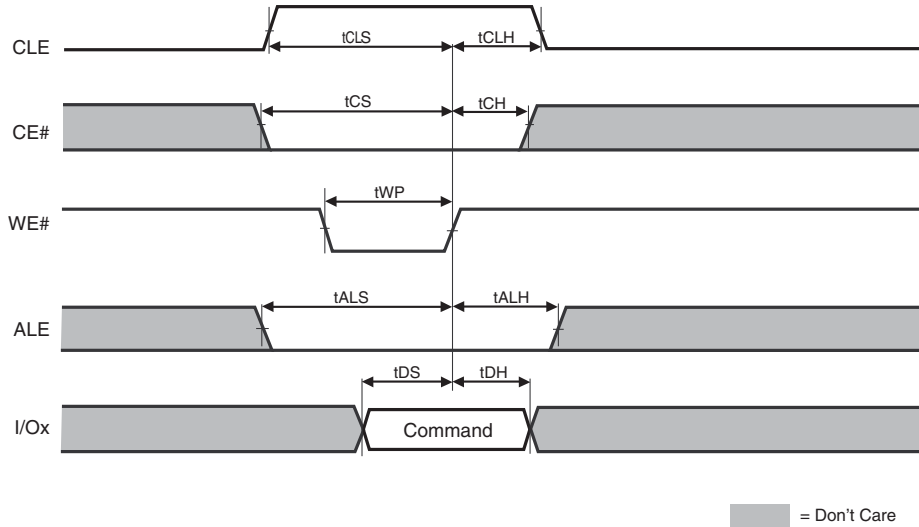 CLE
tCLS
tCLH
CE#
tCS
tCH
WE#
tWP
ALE
tALS
tALH
I/Ox
tDS
tDH
Command
= Don't Care